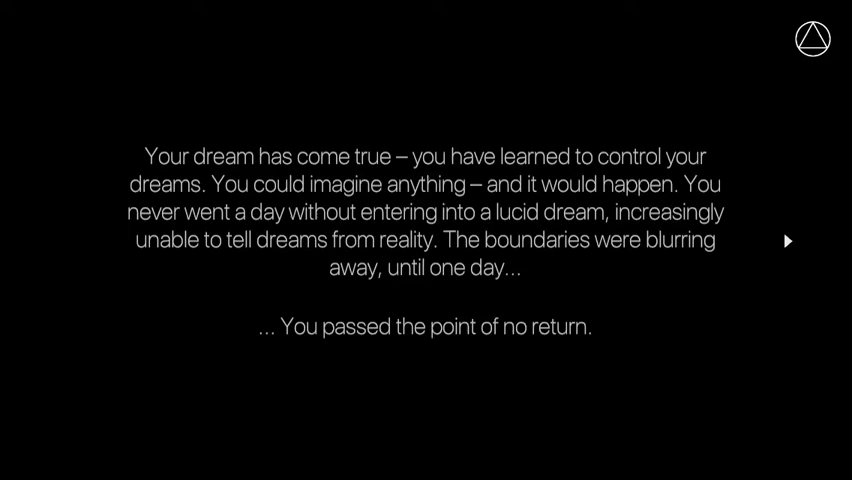 Your dream has come true – you have learned to control your
dreams. You could imagine anything – and it would happen. You
never went a day without entering into a lucid dream, increasingly
unable to tell dreams from reality. The boundaries were blurring
away, until one day...
... You passed the point of no return.